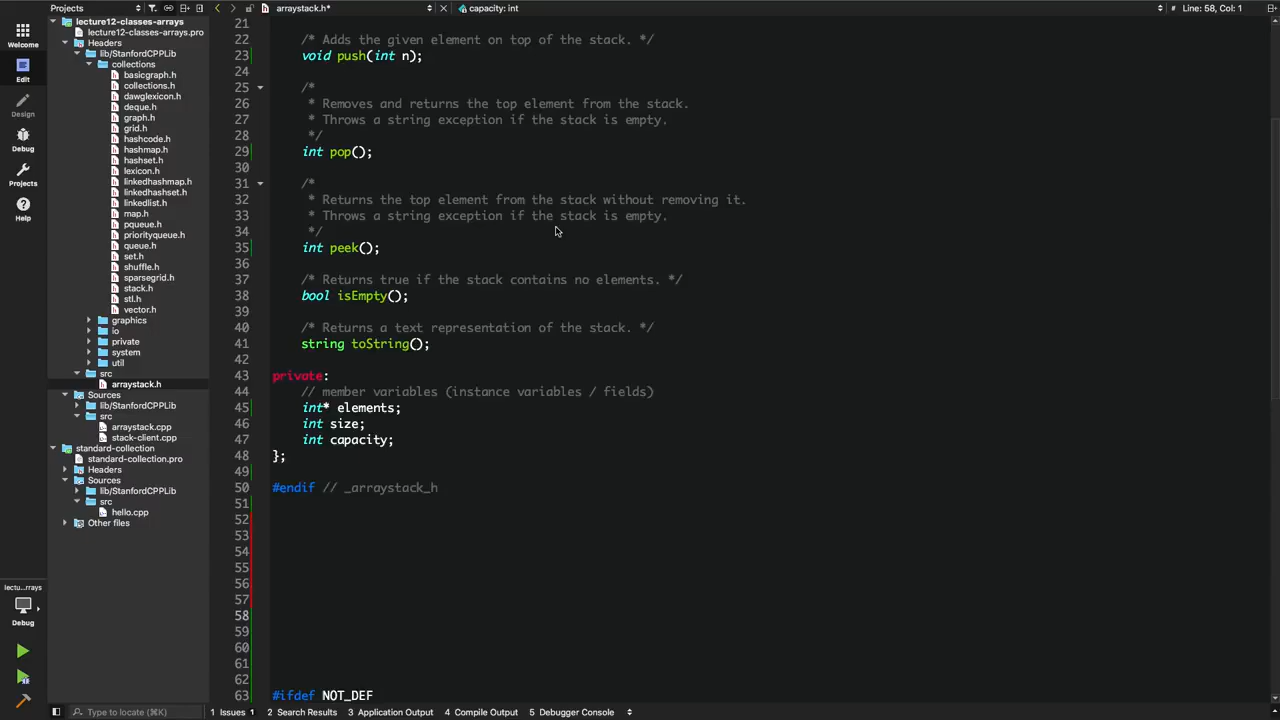 Projects
arraystack.h*
capacity: int
# Line: 58, Col: 1
Welcome
Edit
Design
Debug
Projects
Help
lectu...rrays
Debug
lecture12-classes-arrays
lecture12-classes-arrays.pro
Headers
lib/StanfordCPPLib
collections
basicgraph.h
collections.h
dawglexicon.h
deque.h
graph.h
grid.h
hashcode.h
hashmap.h
hashset.h
lexicon.h
linkedhashmap.h
linkedhashset.h
linkedlist.h
map.h
pqueue.h
priorityqueue.h
queue.h
set.h
shuffle.h
sparsegrid.h
stack.h
stl.h
vector.h
graphics
io
private
system
util
src
arraystack.h
Sources
lib/StanfordCPPLib
src
arraystack.cpp
stack-client.cpp
standard-collection
standard-collection.pro
Headers
Sources
lib/StanfordCPPLib
src
hello.cpp
Other files
21
22 /* Adds the given element on top of the stack. */
23 void push(int n);
24
25 /*
26 * Removes and returns the top element from the stack.
27 * Throws a string exception if the stack is empty.
28 */
29 int pop();
30
31 /*
32 * Returns the top element from the stack without removing it.
33 * Throws a string exception if the stack is empty.
34 */
35 int peek();
36
37 /* Returns true if the stack contains no elements. */
38 bool isEmpty();
39
40 /* Returns a text representation of the stack. */
41 string toString();
42
43 private:
44 // member variables (instance variables / fields)
45 int* elements;
46 int size;
47 int capacity;
48 };
49
50 #endif // _arraystack_h
51
52
53
54
55
56
57
58
59
60
61
62
63 #ifdef NOT_DEF
Type to locate (⌘K)
1 Issues 1
2 Search Results
3 Application Output
4 Compile Output
5 Debugger Console